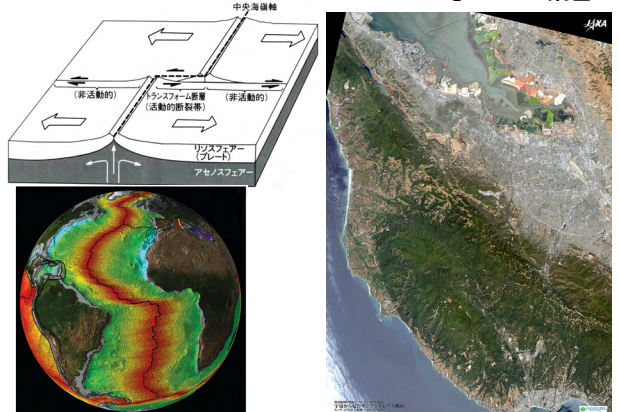 中央海嶺軸
(非活動的)
トランスフォーム断層
(活動的断裂帯)
(非活動的)
リソスフェアー
(プレート)
アセノスフェアー
JAXA